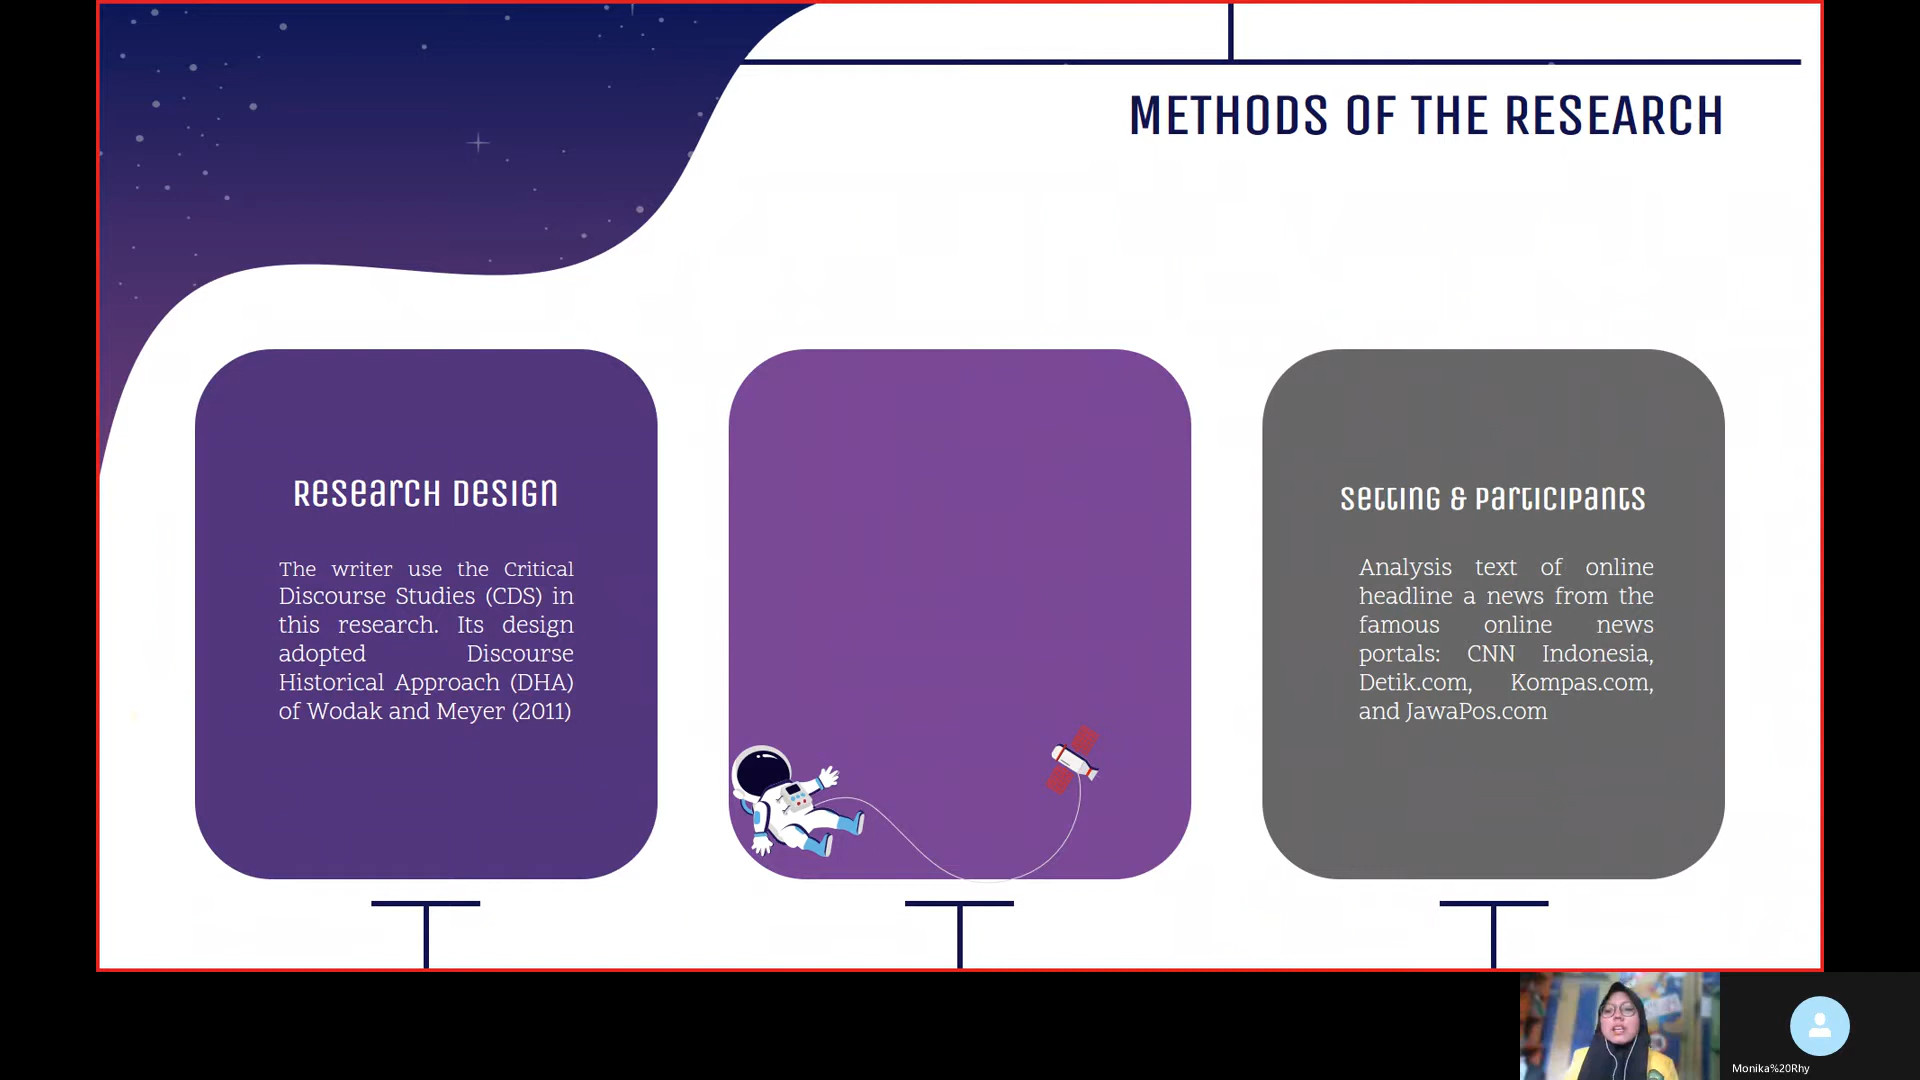 METHODS OF THE RESEARCH
Research Design
The writer use the Critical
Discourse Studies (CDS) in
this research. Its design
adopted Discourse
Historical Approach (DHA)
of Wodak and Meyer (2011)
Setting & Participants
Analysis text of online
headline a news from the
famous online news
portals: CNN Indonesia,
Detik.com, Kompas.com,
and JawaPos.com
Monika%20Rhy